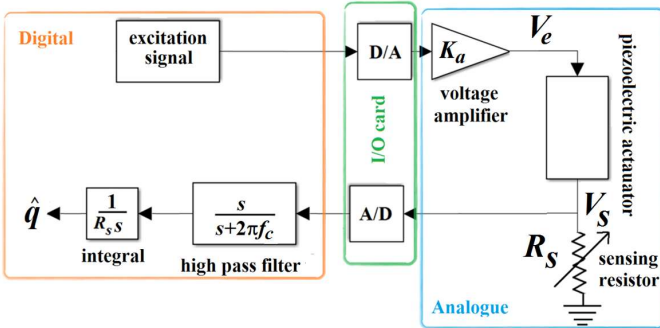 Digital
excitation
signal
D/A
I/O card
K_a
voltage
amplifier
V_e
piezoelectric actauator
A/D
V_s
R_s
sensing
resistor
Analogue
q̂
1
R_s s
integral
s
s+2πf_c
high pass filter